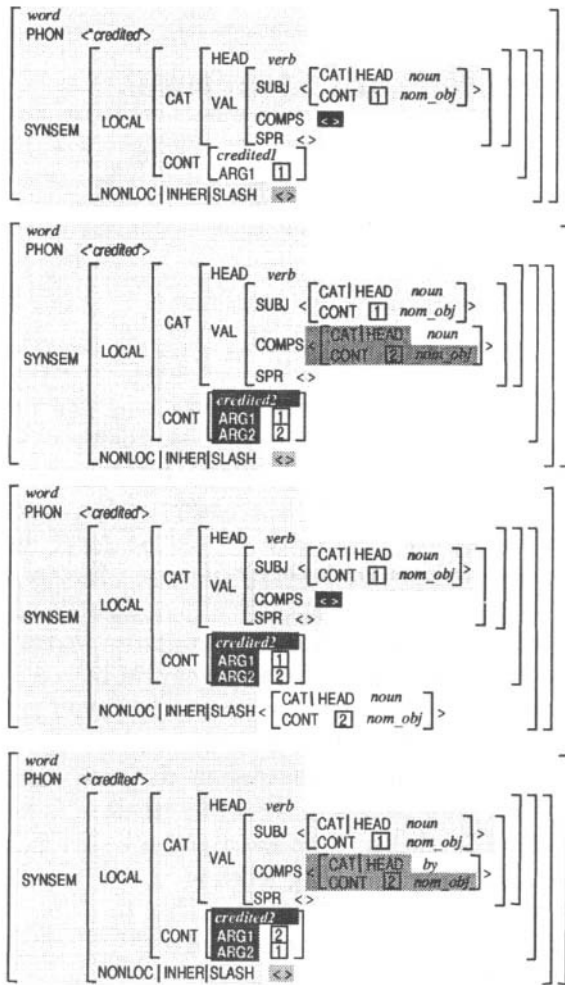 word
PHON <"credited">
HEAD verb
SUBJ < CAT| HEAD noun
CONT 1 nom_obj >
CAT VAL
COMPS < >
SYNSEM LOCAL
SPR < >
CONT credited1
ARG1 1
NONLOC | INHER|SLASH < >
word
PHON <"credited">
HEAD verb
SUBJ < CAT| HEAD noun
CONT 1 nom_obj >
CAT VAL
COMPS < CAT| HEAD noun
CONT 2 nom_obj >
SYNSEM LOCAL
SPR < >
CONT credited2
ARG1 1
ARG2 2
NONLOC | INHER|SLASH < >
word
PHON <"credited">
HEAD verb
SUBJ < CAT| HEAD noun
CONT 1 nom_obj >
CAT VAL
COMPS < >
SPR < >
SYNSEM LOCAL
CONT credited2
ARG1 1
ARG2 2
NONLOC | INHER|SLASH < CAT| HEAD noun
CONT 2 nom_obj >
word
PHON <"credited">
HEAD verb
SUBJ < CAT| HEAD noun
CONT 1 nom_obj >
CAT VAL
COMPS < CAT| HEAD by
CONT 2 nom_obj >
SYNSEM LOCAL
SPR < >
CONT credited2
ARG1 2
ARG2 1
NONLOC | INHER|SLASH < >